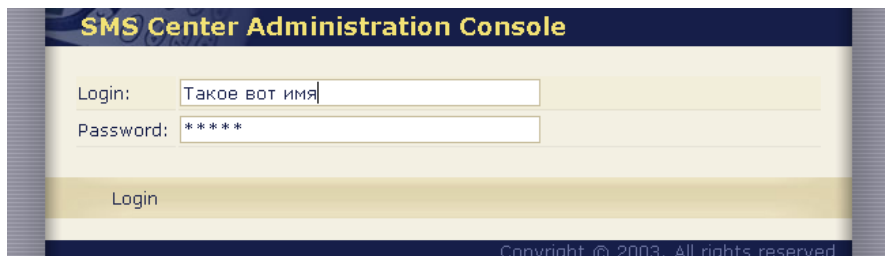 SMS Center Administration Console
Login: Такое вот имя
Password: *****
Login
Copyright © 2003. All rights reserved